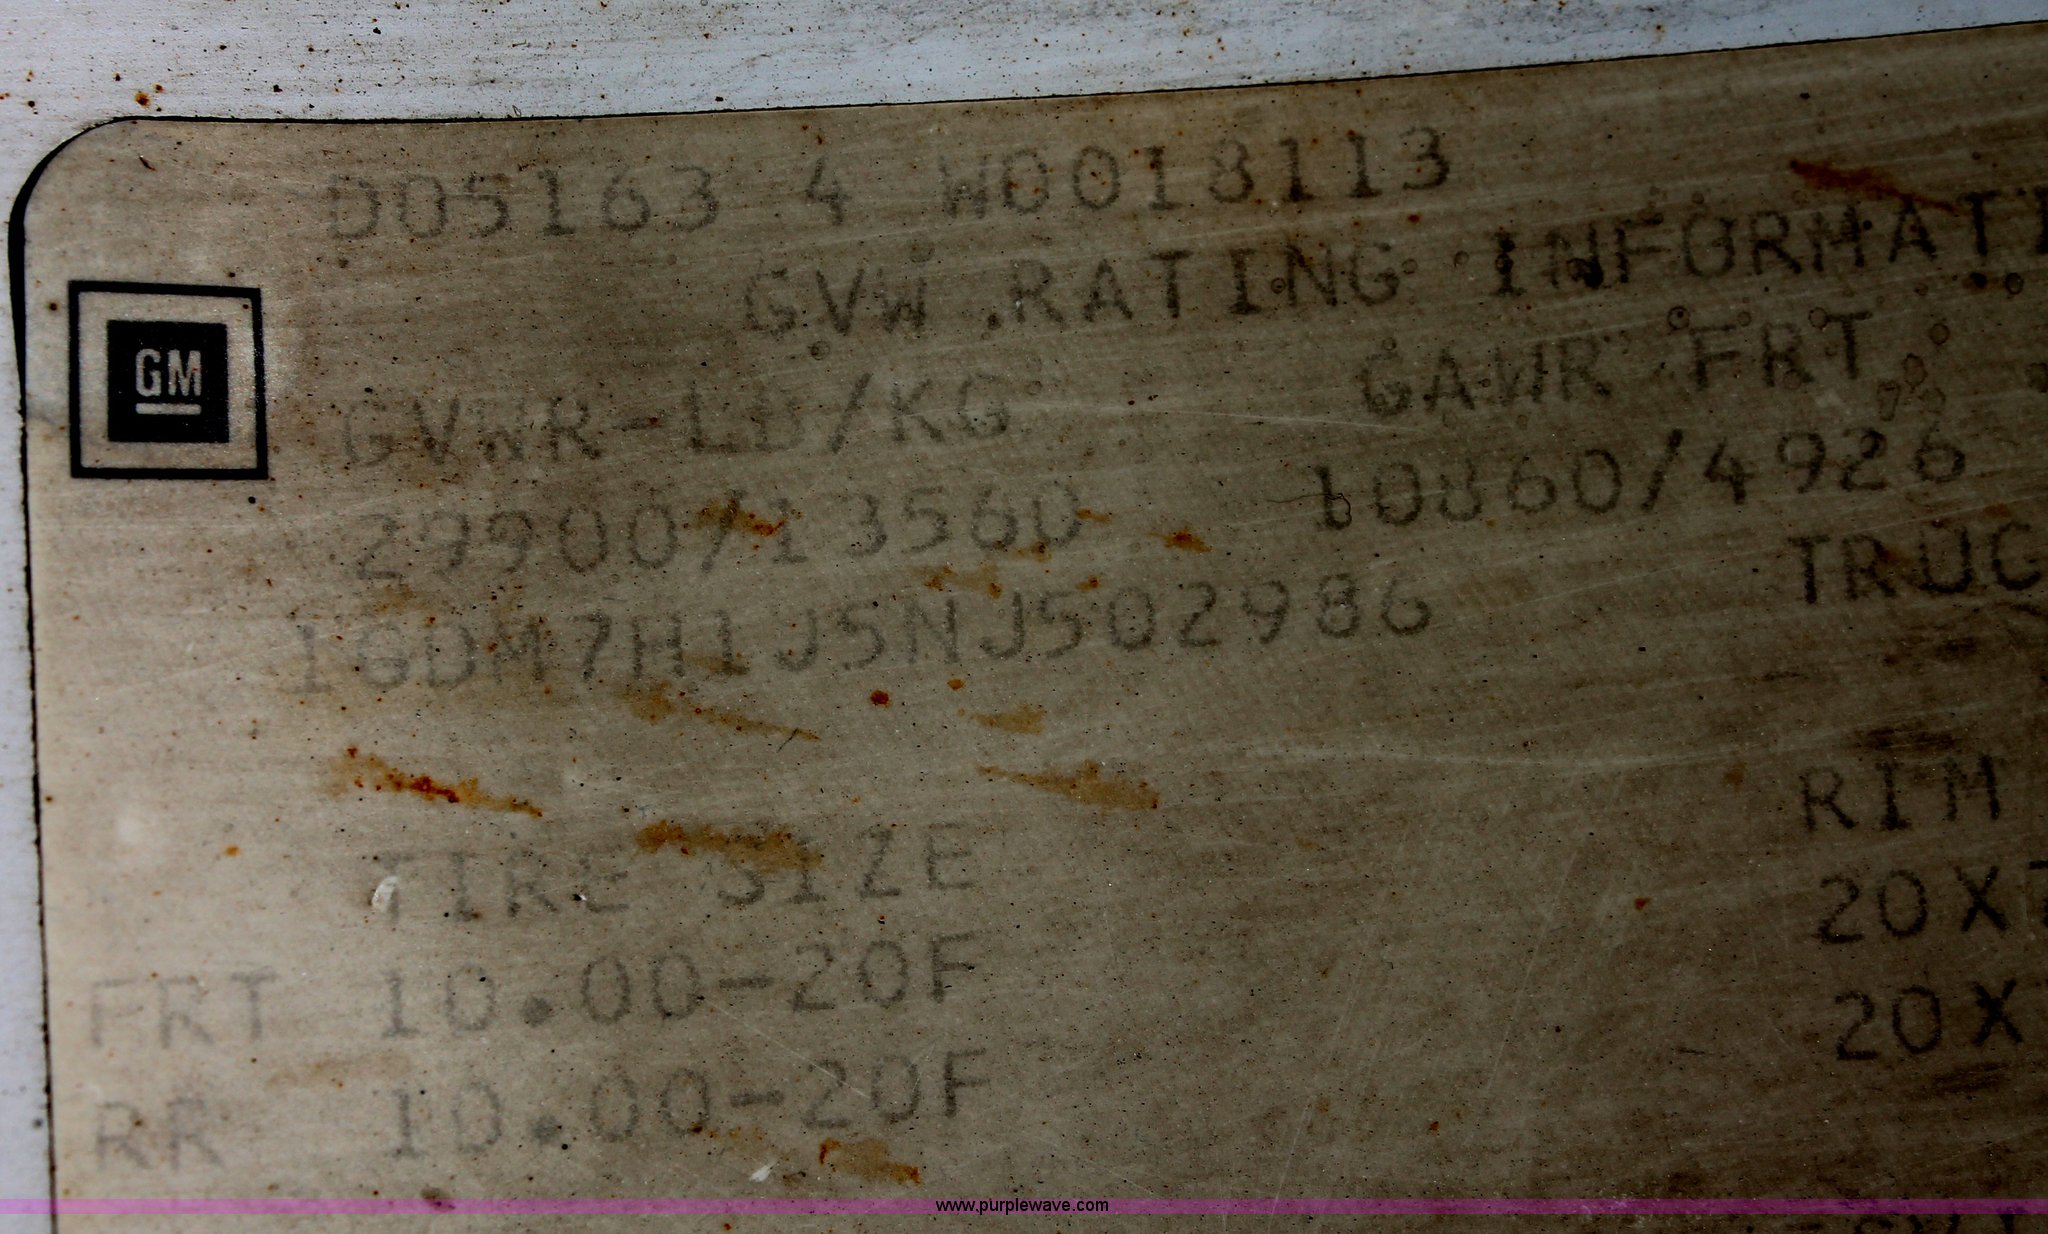 D05163 4 W0018113
GVW RATING INFORMATI
GM
GVWR-LB/KG GAWR FRT
29900/13560 10860/4926
1GDM7H1J5NJ502986 TRUC
TIRE SIZE RIM
FRT 10.00-20F 20X7
RR 10.00-20F 20X
www.purplewave.com